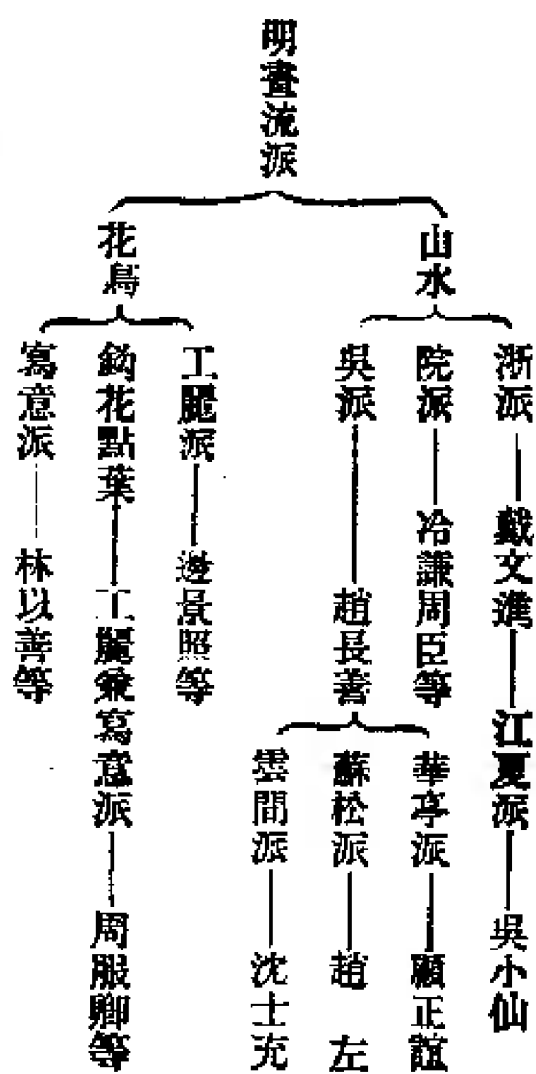 明畫流派
山水
浙派
戴文進
江夏派
吳小仙
院派
冷謙周臣等
吳派
趙長善
華亭派
顧正誼
蘇松派
趙左
雲間派
沈士充
花鳥
工麗派
邊景照等
鈎花點葉
工麗兼寫意派
周服卿等
寫意派
林以善等